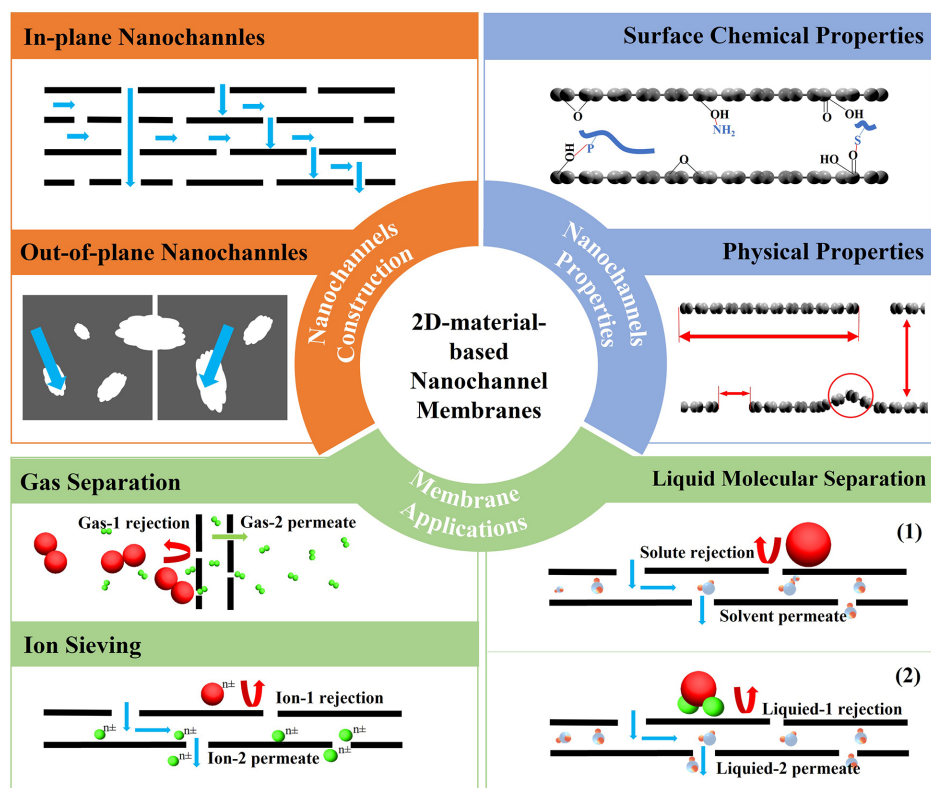 In-plane Nanochannles
Surface Chemical Properties
O
OH
NH₂
O
OH
S
OH
P
O
HO
O
Out-of-plane Nanochannles
Physical Properties
Nanochannels
Construction
Nanochannels
Properties
2D-material-
based
Nanochannel
Membranes
Membrane
Applications
Gas Separation
Gas-1 rejection
Gas-2 permeate
Liquid Molecular Separation
(1)
Solute rejection
Solvent permeate
Ion Sieving
n±
Ion-1 rejection
n±
n±
n±
n±
n±
Ion-2 permeate
n±
(2)
Liquied-1 rejection
Liquied-2 permeate